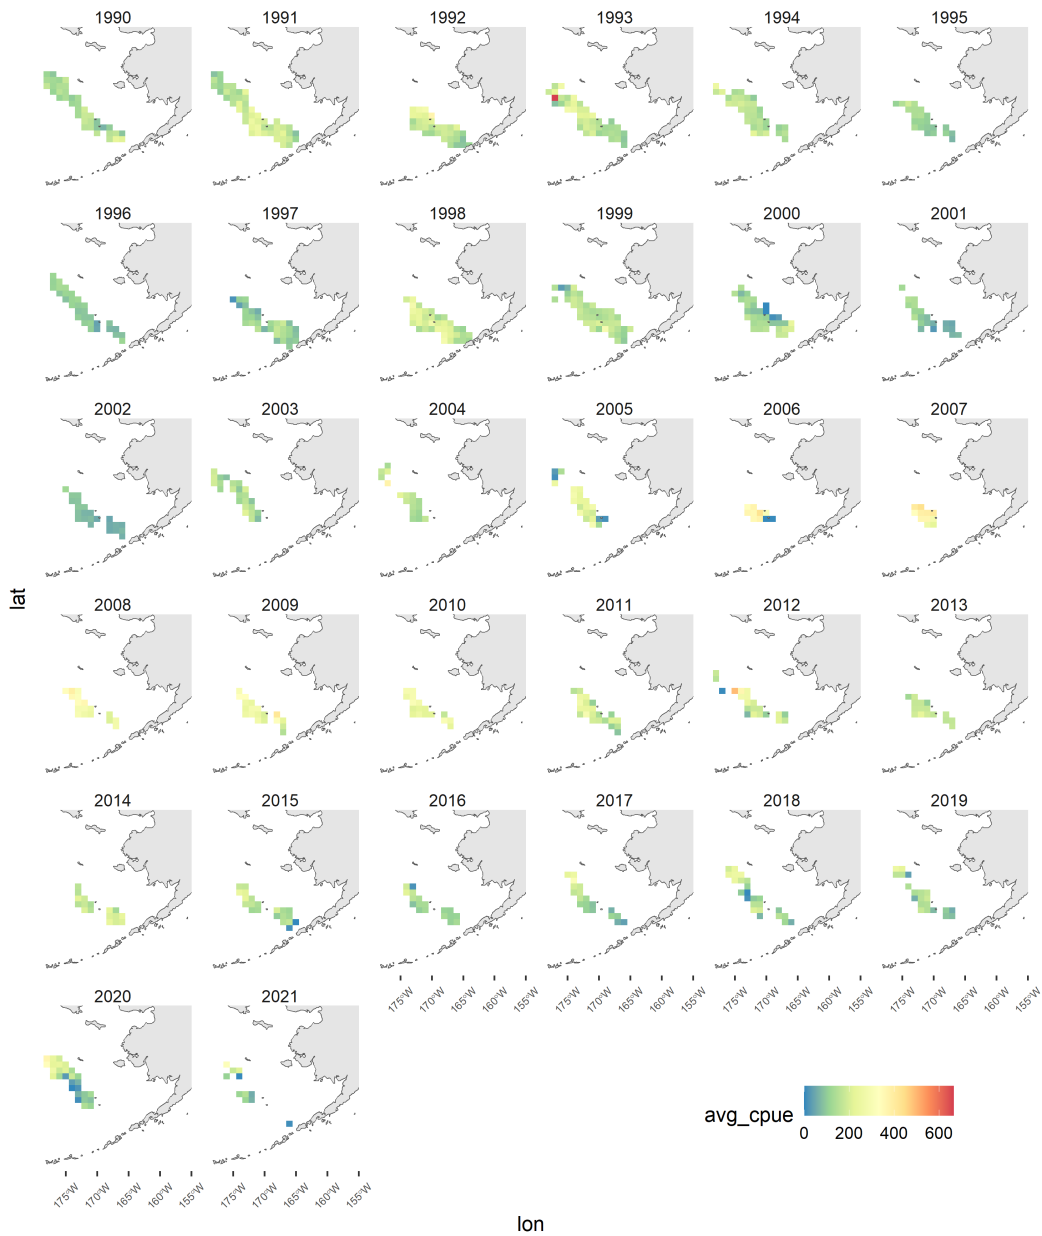 1990 1991 1992 1993 1994 1995
1996 1997 1998 1999 2000 2001
2002 2003 2004 2005 2006 2007
lat
2008 2009 2010 2011 2012 2013
2014 2015 2016 2017 2018 2019
175°W 170°W 165°W 160°W 155°W 175°W 170°W 165°W 160°W 155°W 175°W 170°W 165°W 160°W 155°W 175°W 170°W 165°W 160°W 155°W
2020 2021
avg_cpue
0 200 400 600
175°W 170°W 165°W 160°W 155°W 175°W 170°W 165°W 160°W 155°W
lon